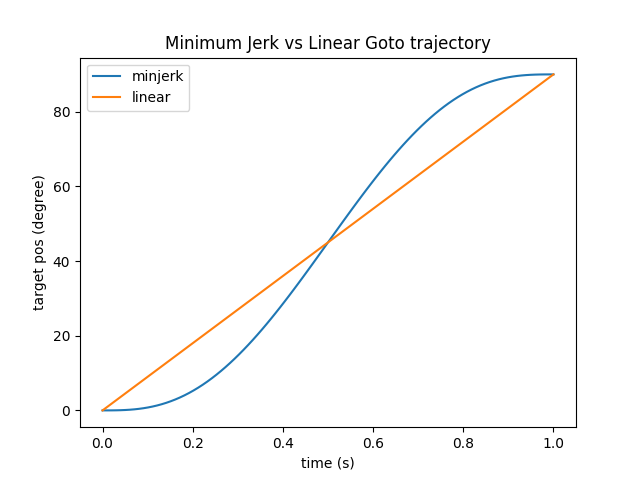 Minimum Jerk vs Linear Goto trajectory
minjerk
linear
target pos (degree)
80
60
40
20
0
0.0 0.2 0.4 0.6 0.8 1.0
time (s)